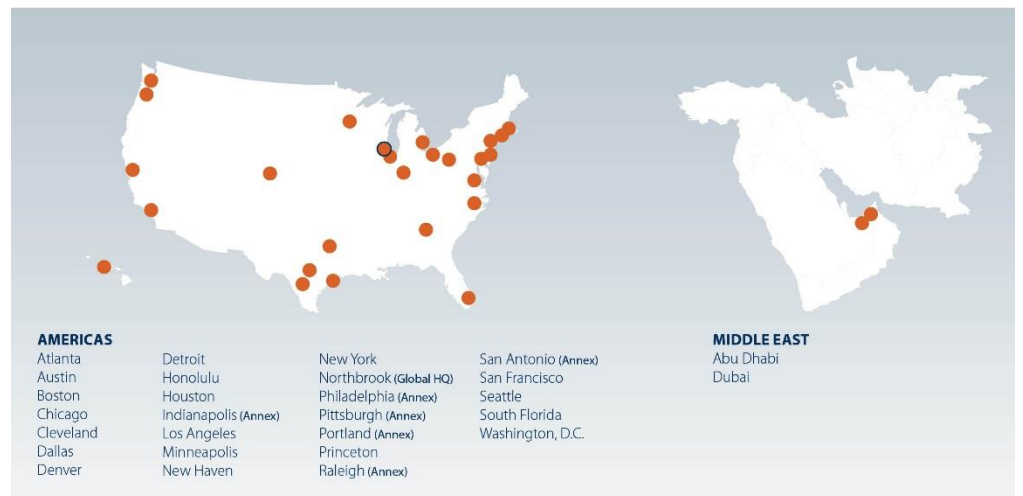 AMERICAS
Atlanta
Austin
Boston
Chicago
Cleveland
Dallas
Denver
Detroit
Honolulu
Houston
Indianapolis (Annex)
Los Angeles
Minneapolis
New Haven
New York
Northbrook (Global HQ)
Philadelphia (Annex)
Pittsburgh (Annex)
Portland (Annex)
Princeton
Raleigh (Annex)
San Antonio (Annex)
San Francisco
Seattle
South Florida
Washington, D.C.
MIDDLE EAST
Abu Dhabi
Dubai